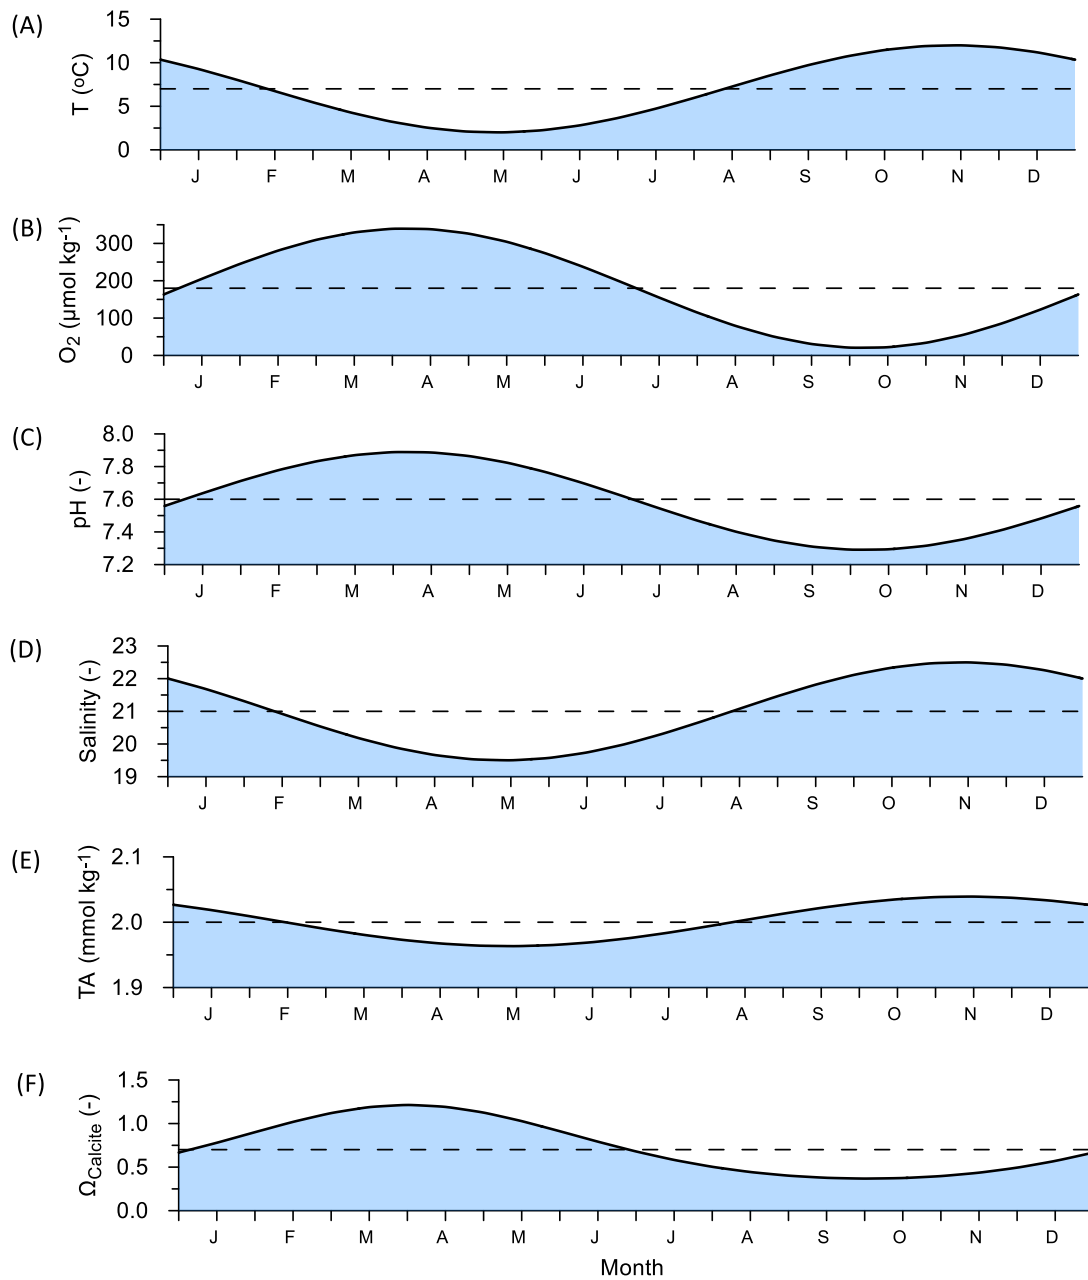 (A)
T (ºC)
15
10
5
0
J F M A M J J A S O N D
(B)
O2 (µmol kg-1)
300
200
100
0
J F M A M J J A S O N D
(C)
pH (-)
8.0
7.8
7.6
7.4
7.2
J F M A M J J A S O N D
(D)
Salinity (-)
23
22
21
20
19
J F M A M J J A S O N D
(E)
TA (mmol kg-1)
2.1
2.0
1.9
J F M A M J J A S O N D
(F)
ΩCalcite (-)
1.5
1.0
0.5
0.0
J F M A M J J A S O N D
Month